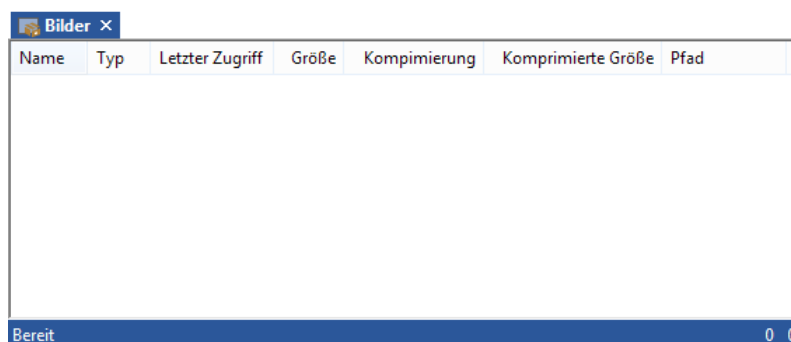 Bilder
Name Typ Letzter Zugriff Größe Kompimierung Komprimierte Größe Pfad
Bereit 0